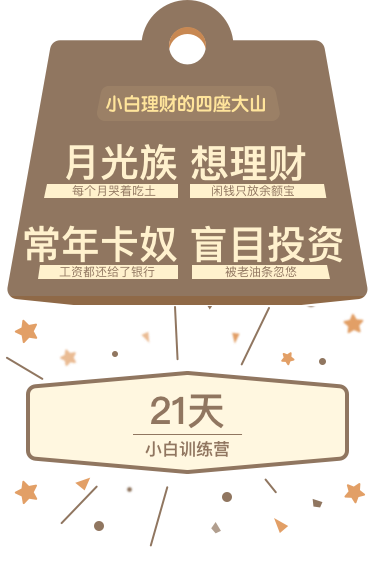 小白理财的四座大山
月光族 想理财
每个月哭着吃土 闲钱只放余额宝
常年卡奴 盲目投资
工资都还给了银行 被老油条忽悠
21天
小白训练营